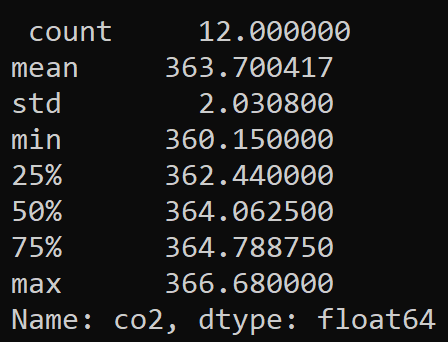 count     12.000000
mean     363.700417
std        2.030800
min      360.150000
25%      362.440000
50%      364.062500
75%      364.788750
max      366.680000
Name: co2, dtype: float64